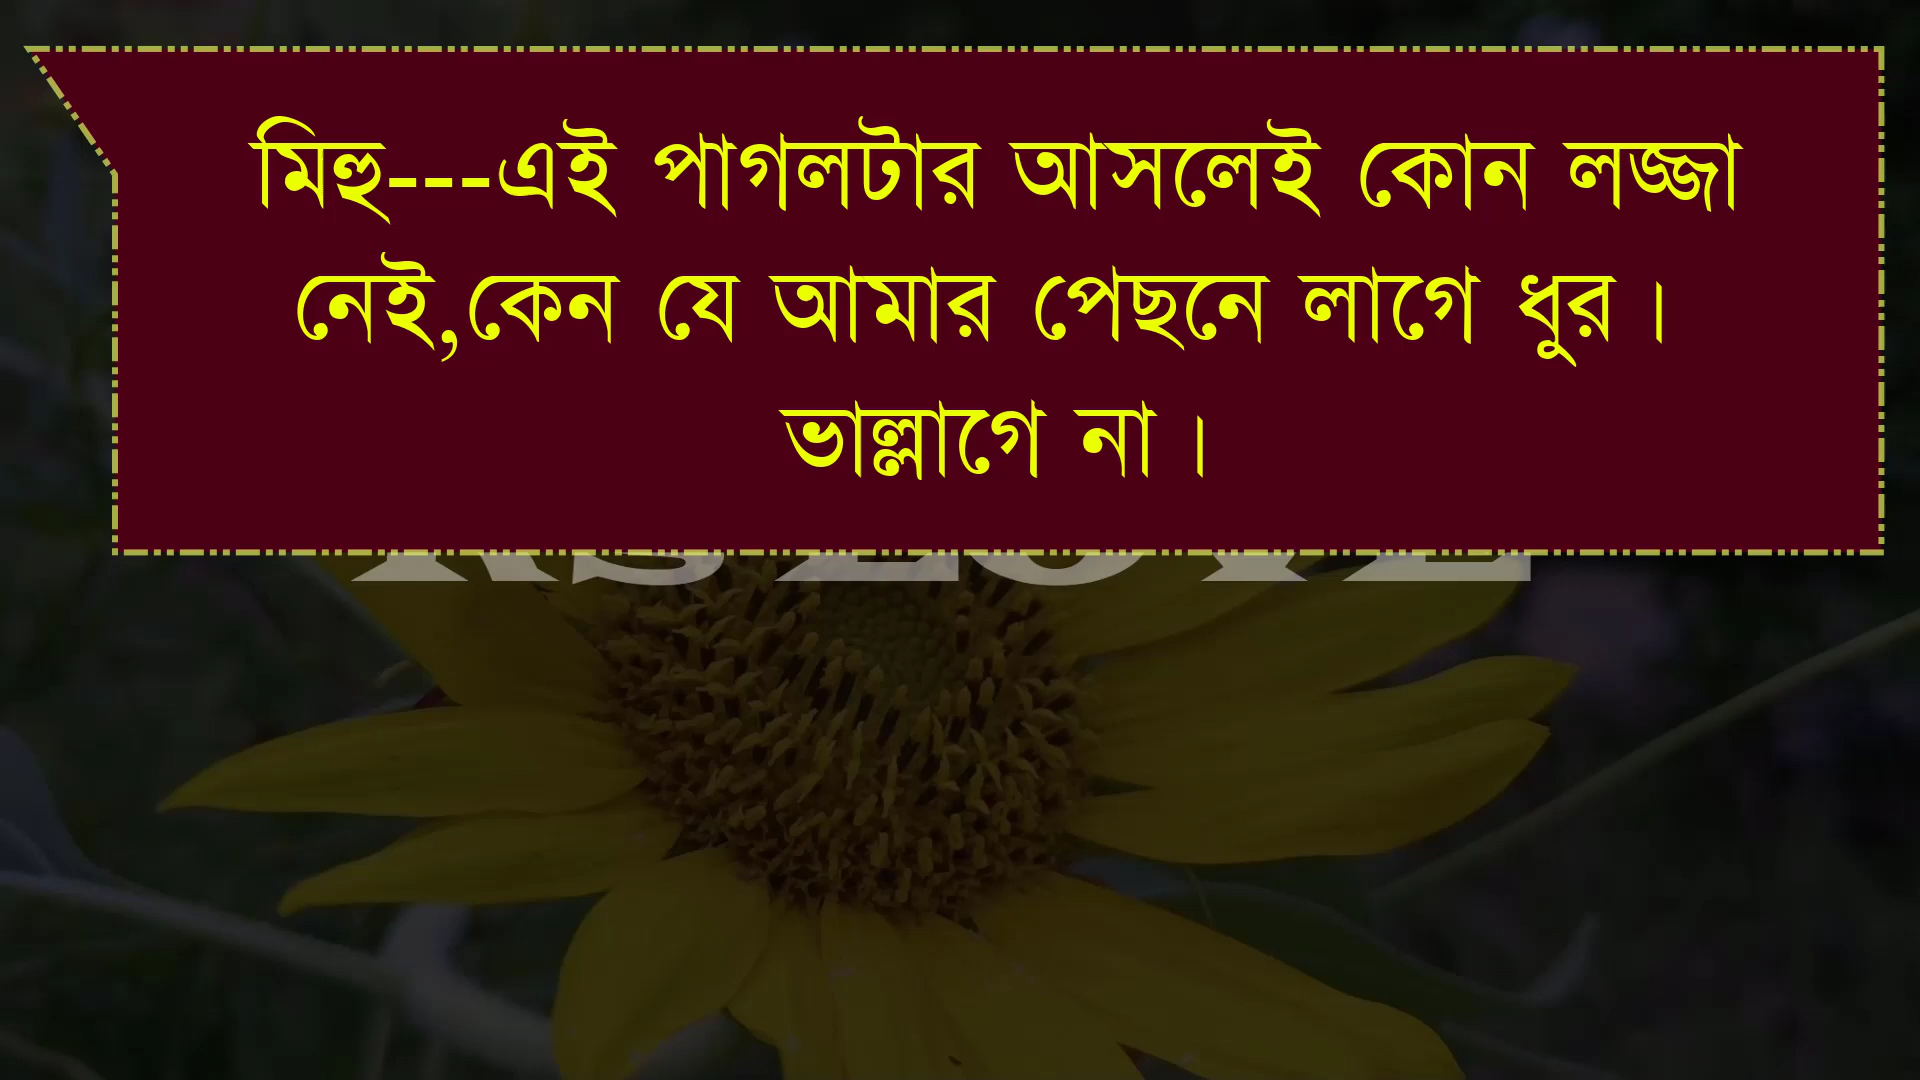 মিহু---এই পাগলটার আসলেই কোন লজ্জা
নেই,কেন যে আমার পেছনে লাগে ধুর।
ভাল্লাগে না।